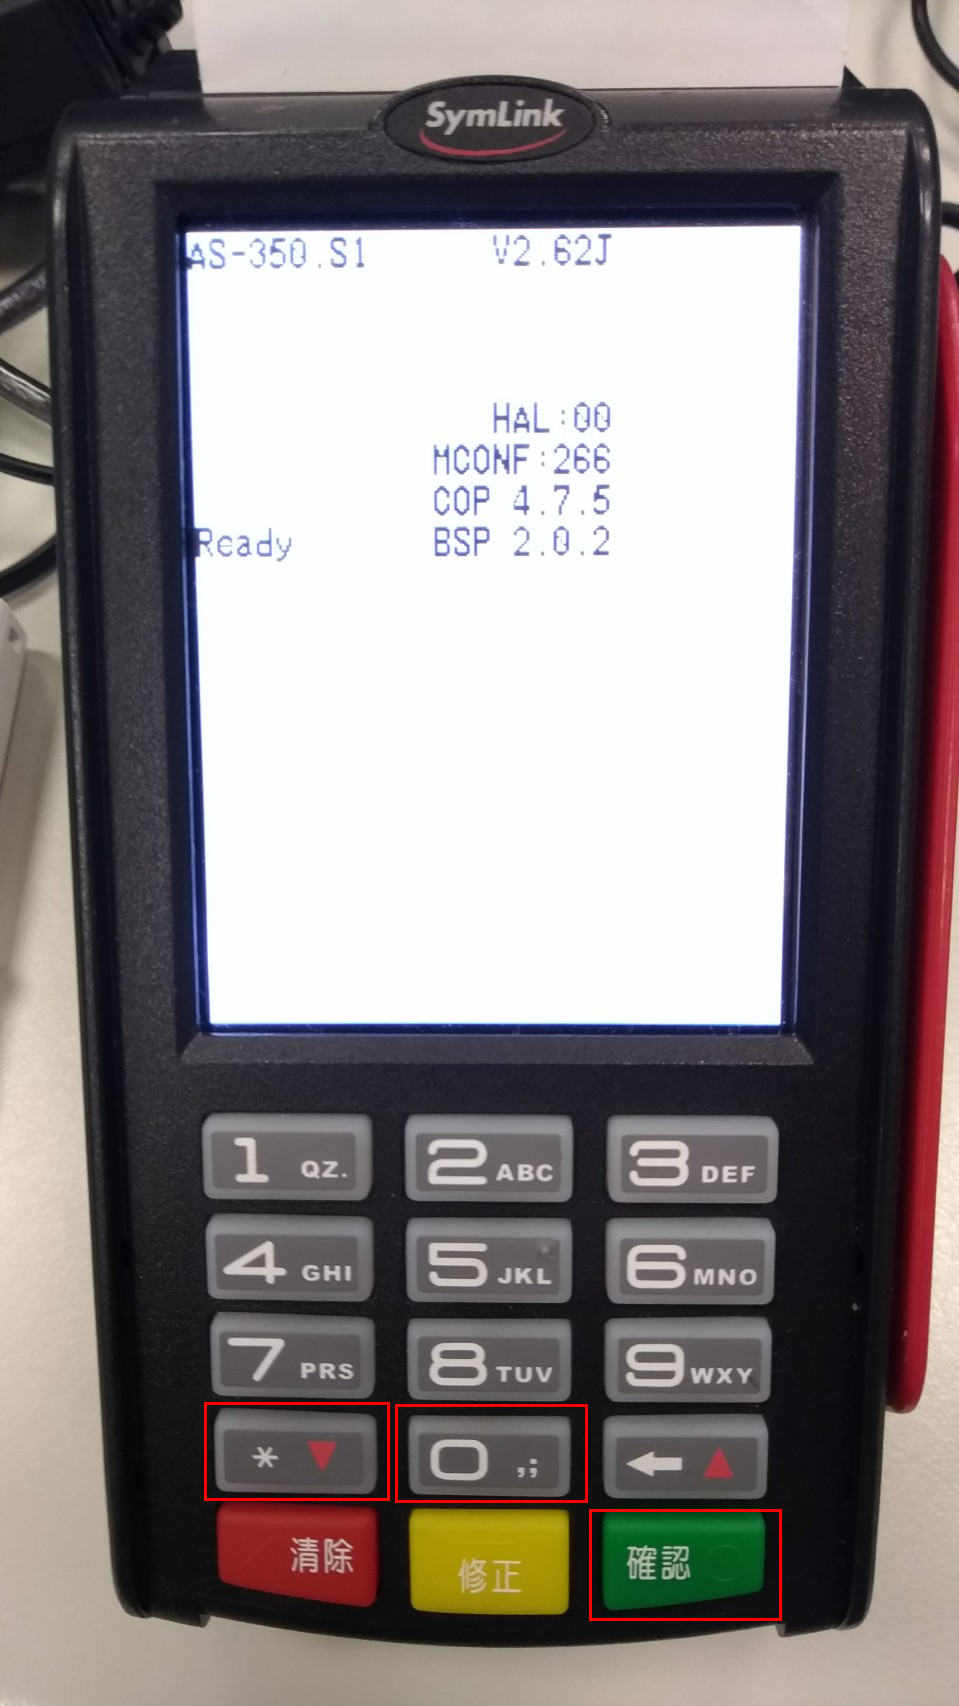 SymLink
AS-350.S1 V2.62J
HAL:00
MCONF:266
COP 4.7.5
Ready BSP 2.0.2
1 QZ. 2 ABC 3 DEF
4 GHI 5 JKL 6 MNO
7 PRS 8 TUV 9 WXY
* ▼ 0 ,; ← ▲
清除 修正 確認